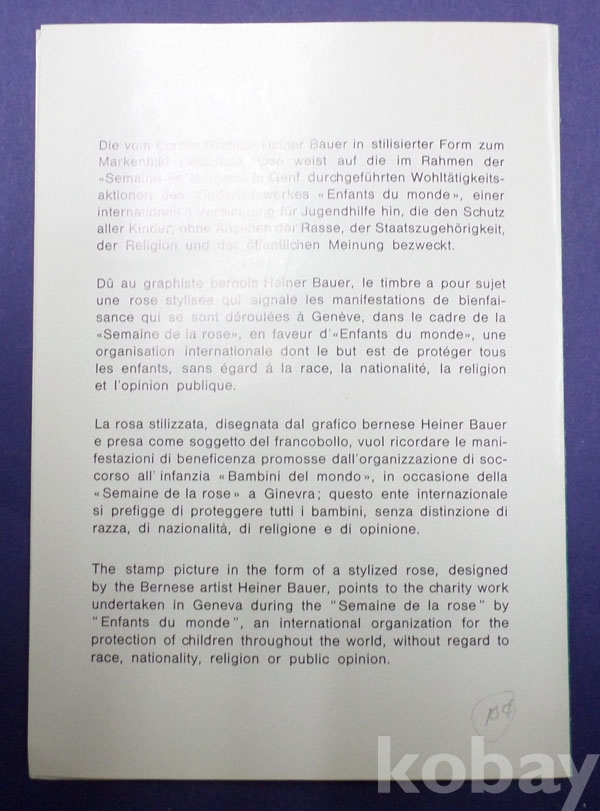 Die vom Berner Grafiker Heiner Bauer in stilisierter Form zum
Markenbild gestaltete Rose weist auf die im Rahmen der
«Semaine de la rose» in Genf durchgeführten Wohltätigkeits-
aktionen des Kinderhilfswerkes «Enfants du monde», einer
internationalen Vereinigung für Jugendhilfe hin, die den Schutz
aller Kinder, ohne Ansehen der Rasse, der Staatszugehörigkeit,
der Religion und der öffentlichen Meinung bezweckt.
Dû au graphiste bernois Heiner Bauer, le timbre a pour sujet
une rose stylisée qui signale les manifestations de bienfai-
sance qui se sont déroulées à Genève, dans le cadre de la
«Semaine de la rose», en faveur d'«Enfants du monde», une
organisation internationale dont le but est de protéger tous
les enfants, sans égard à la race, la nationalité, la religion
et l'opinion publique.
La rosa stilizzata, disegnata dal grafico bernese Heiner Bauer
e presa come soggetto del francobollo, vuol ricordare le mani-
festazioni di beneficenza promosse dall'organizzazione di soc-
corso all'infanzia «Bambini del mondo», in occasione della
«Semaine de la rose» a Ginevra; questo ente internazionale
si prefigge di proteggere tutti i bambini, senza distinzione di
razza, di nazionalità, di religione e di opinione.
The stamp picture in the form of a stylized rose, designed
by the Bernese artist Heiner Bauer, points to the charity work
undertaken in Geneva during the "Semaine de la rose" by
"Enfants du monde", an international organization for the
protection of children throughout the world, without regard to
race, nationality, religion or public opinion.
kobay